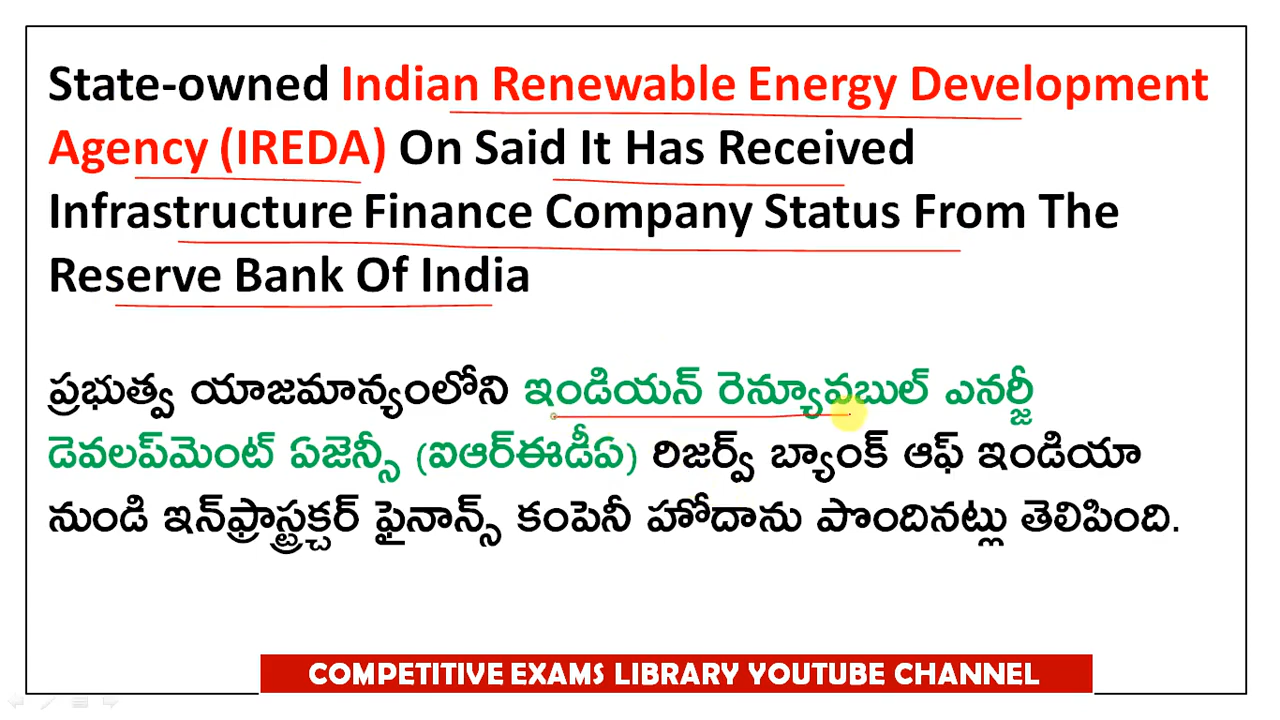 State-owned Indian Renewable Energy Development
Agency (IREDA) On Said It Has Received
Infrastructure Finance Company Status From The
Reserve Bank Of India
ప్రభుత్వ యాజమాన్యంలోని ఇండియన్ రెన్యూవబుల్ ఎనర్జీ
డెవలప్‌మెంట్ ఏజెన్సీ (ఐఆర్ఈడీఏ) రిజర్వ్ బ్యాంక్ ఆఫ్ ఇండియా
నుండి ఇన్‌ఫ్రాస్ట్రక్చర్ ఫైనాన్స్ కంపెనీ హోదాను పొందినట్లు తెలిపింది.
COMPETITIVE EXAMS LIBRARY YOUTUBE CHANNEL